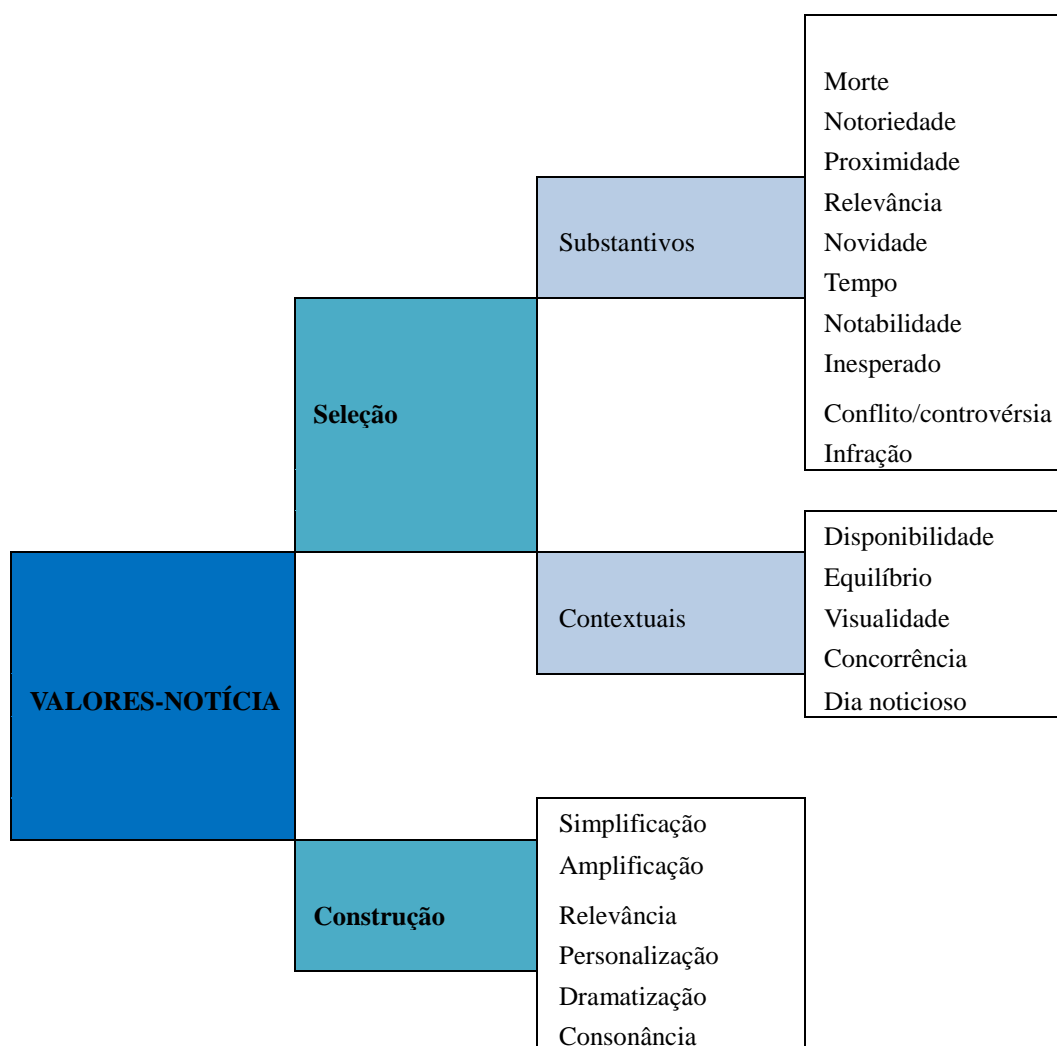 Morte
Notoriedade
Proximidade
Relevância
Novidade
Tempo
Notabilidade
Inesperado
Conflito/controvérsia
Infração
Substantivos
Seleção
Disponibilidade
Equilíbrio
Visualidade
Concorrência
Dia noticioso
Contextuais
VALORES-NOTÍCIA
Simplificação
Amplificação
Relevância
Personalização
Dramatização
Consonância
Construção